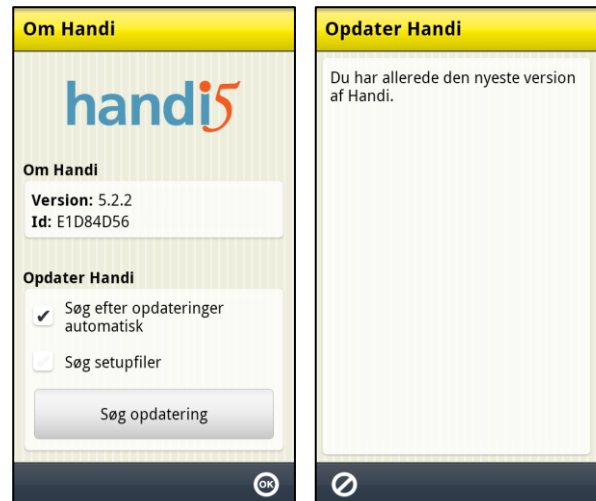 Om Handi
handi5
Om Handi
Version: 5.2.2
Id: E1D84D56
Opdater Handi
Søg efter opdateringer
automatisk
Søg setupfiler
Søg opdatering
OK
Opdater Handi
Du har allerede den nyeste version
af Handi.